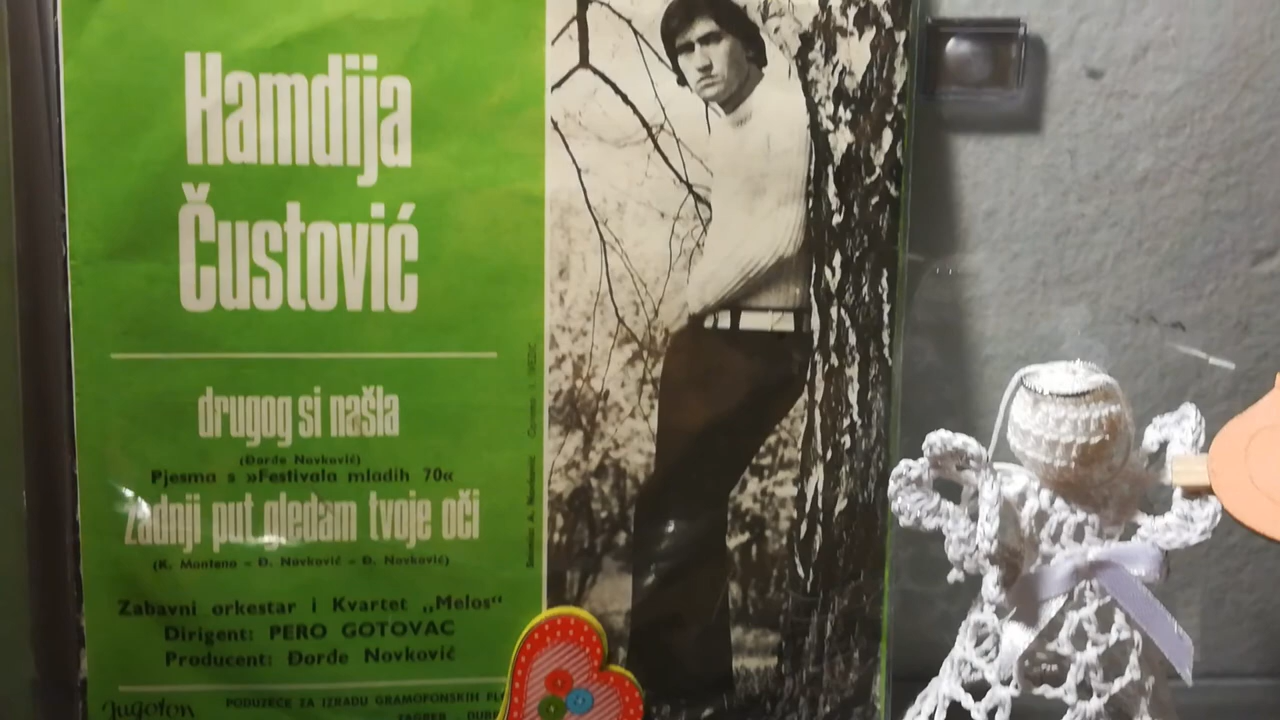 Hamdija
Čustović
drugog si našla
(Đorđe Novković)
Pjesma s »Festivala mladih 70«
Zadnji put gledam tvoje oči
(K. Montano – Đ. Novković – Đ. Novković)
Zabavni orkestar i Kvartet „Melos“
Dirigent: PERO GOTOVAC
Producent: Đorđe Novković
Jugoton
PODUZEĆE ZA IZRADU GRAMOFONSKIH
ZAGREB